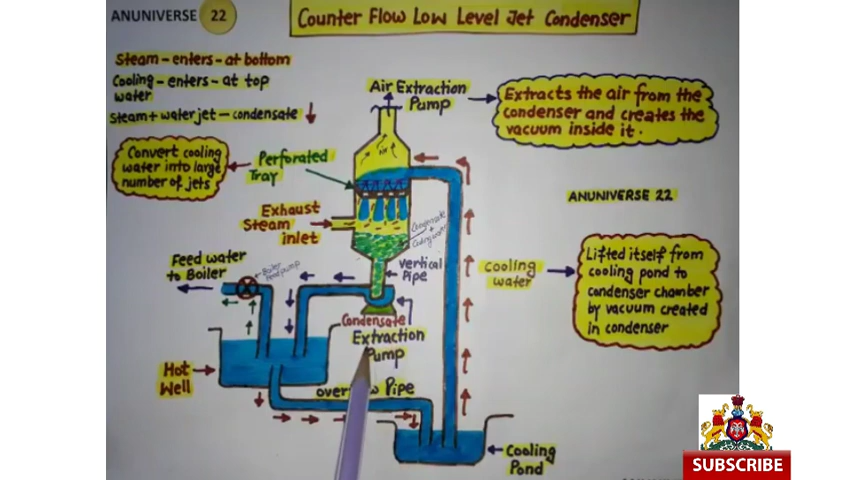 ANUNIVERSE 22
Counter Flow Low Level Jet Condenser
Steam - enters - at bottom
Cooling - enters - at top
water
Steam + water jet - condensate
Air Extraction
Pump
Extracts the air from the
condenser and creates the
vacuum inside it.
Convert cooling
water into large
number of jets
Perforated
Tray
Air
Exhaust
Steam
inlet
Condensate
+
Cooling water
ANUNIVERSE 22
Feed water
to Boiler
Boiler
Feed pump
Vertical
Pipe
cooling
water
Lifted itself from
cooling pond to
condenser chamber
by vacuum created
in condenser
Condensate
Extraction
Pump
Hot
Well
overflow Pipe
Cooling
Pond
SUBSCRIBE